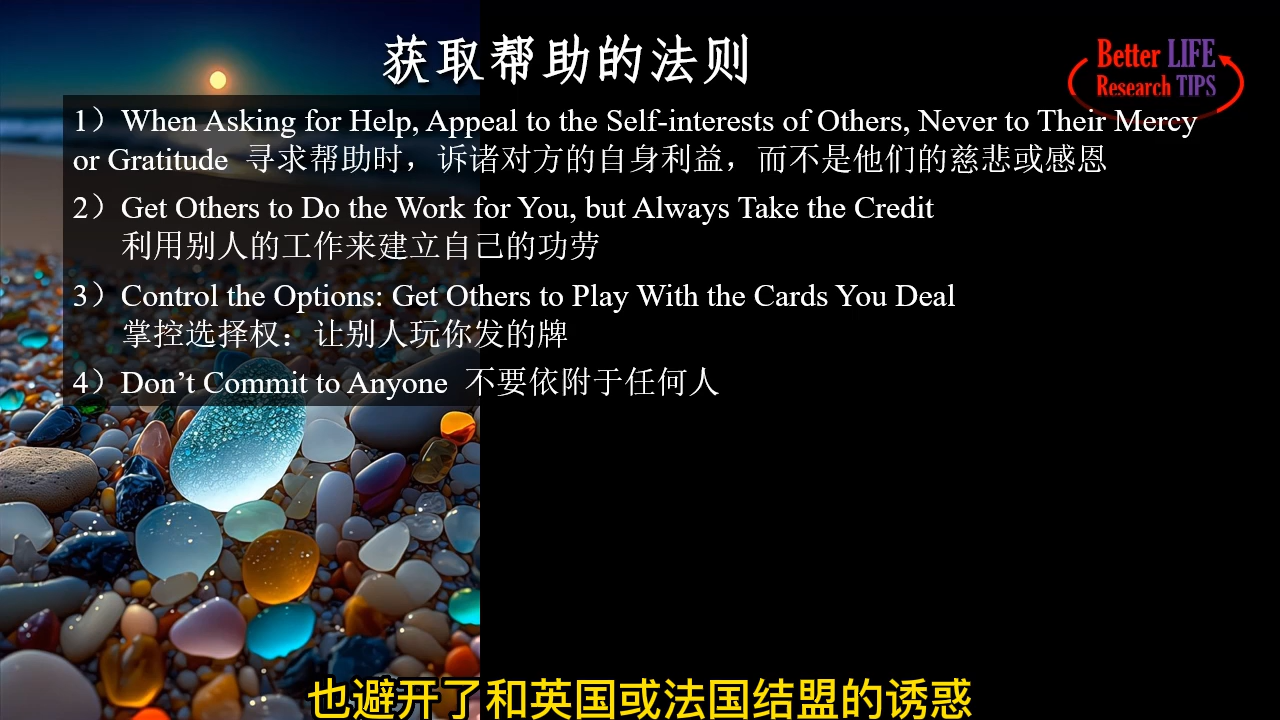 获取帮助的法则
Better LIFE
Research TIPS
1）When Asking for Help, Appeal to the Self-interests of Others, Never to Their Mercy
or Gratitude 寻求帮助时，诉诸对方的自身利益，而不是他们的慈悲或感恩
2）Get Others to Do the Work for You, but Always Take the Credit
利用别人的工作来建立自己的功劳
3）Control the Options: Get Others to Play With the Cards You Deal
掌控选择权：让别人玩你发的牌
4）Don’t Commit to Anyone 不要依附于任何人
也避开了和英国或法国结盟的诱惑